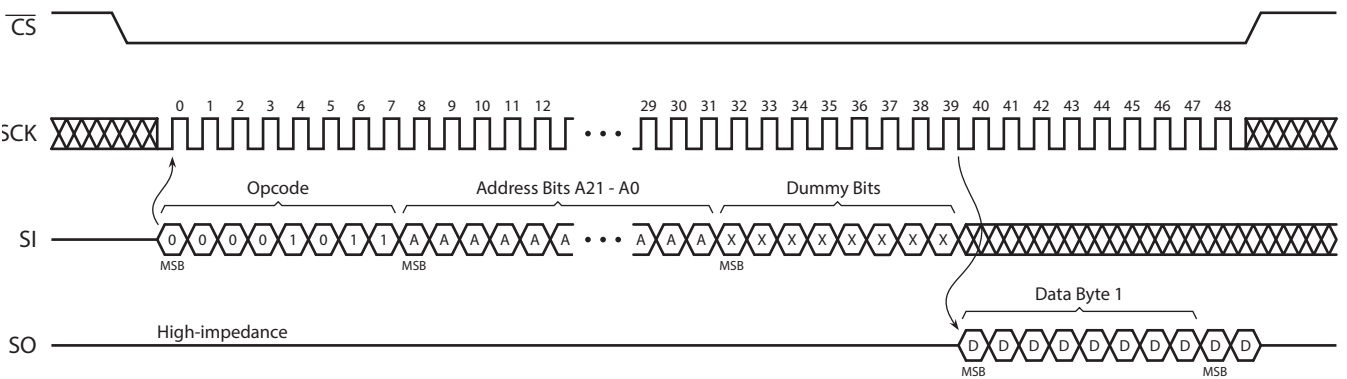 CS
0 1 2 3 4 5 6 7 8 9 10 11 12 29 30 31 32 33 34 35 36 37 38 39 40 41 42 43 44 45 46 47 48
SCK • • •
Opcode Address Bits A21 - A0 Dummy Bits
SI 0 0 0 0 1 0 1 1 A A A A A A • • • A A A X X X X X X X X
MSB MSB MSB
Data Byte 1
High-impedance
SO D D D D D D D D D D
MSB MSB